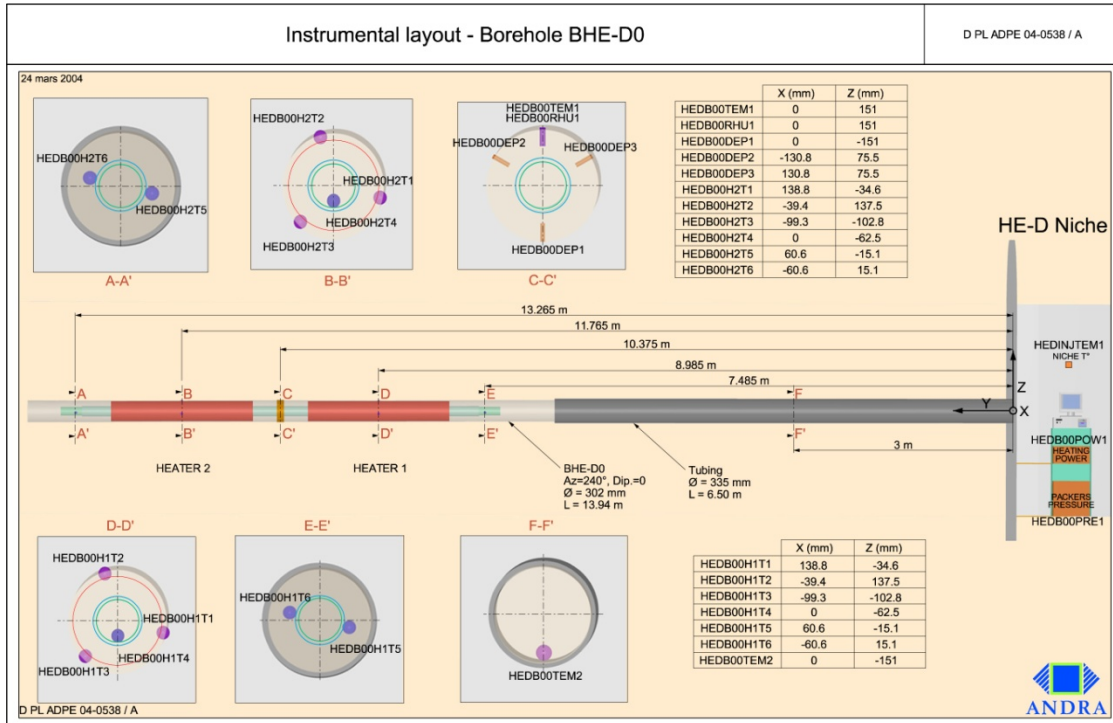 Instrumental layout - Borehole BHE-D0
D PL ADPE 04-0538 / A
24 mars 2004
HEDB00H2T6
HEDB00H2T5
A-A'
HEDB00H2T2
HEDB00H2T1
HEDB00H2T4
HEDB00H2T3
B-B'
HEDB00TEM1
HEDB00RHU1
HEDB00DEP2
HEDB00DEP3
HEDB00DEP1
C-C'
X (mm) Z (mm)
HEDB00TEM1 0 151
HEDB00RHU1 0 151
HEDB00DEP1 0 -151
HEDB00DEP2 -130.8 75.5
HEDB00DEP3 130.8 75.5
HEDB00H2T1 138.8 -34.6
HEDB00H2T2 -39.4 137.5
HEDB00H2T3 -99.3 -102.8
HEDB00H2T4 0 -62.5
HEDB00H2T5 60.6 -15.1
HEDB00H2T6 -60.6 15.1
HE-D Niche
13.265 m
11.765 m
10.375 m
8.985 m
7.485 m
A B C D E F
A' B' C' D' E' F'
3 m
Z
Y
X
HEDINJTEM1
NICHE T°
HEDB00POW1
HEATING
POWER
PACKERS
PRESSURE
HEDB00PRE1
HEATER 2
HEATER 1
BHE-D0
Az=240°, Dip.=0
Ø = 302 mm
L = 13.94 m
Tubing
Ø = 335 mm
L = 6.50 m
D-D'
HEDB00H1T2
HEDB00H1T1
HEDB00H1T4
HEDB00H1T3
E-E'
HEDB00H1T6
HEDB00H1T5
F-F'
HEDB00TEM2
X (mm) Z (mm)
HEDB00H1T1 138.8 -34.6
HEDB00H1T2 -39.4 137.5
HEDB00H1T3 -99.3 -102.8
HEDB00H1T4 0 -62.5
HEDB00H1T5 60.6 -15.1
HEDB00H1T6 -60.6 15.1
HEDB00TEM2 0 -151
D PL ADPE 04-0538 / A
ANDRA